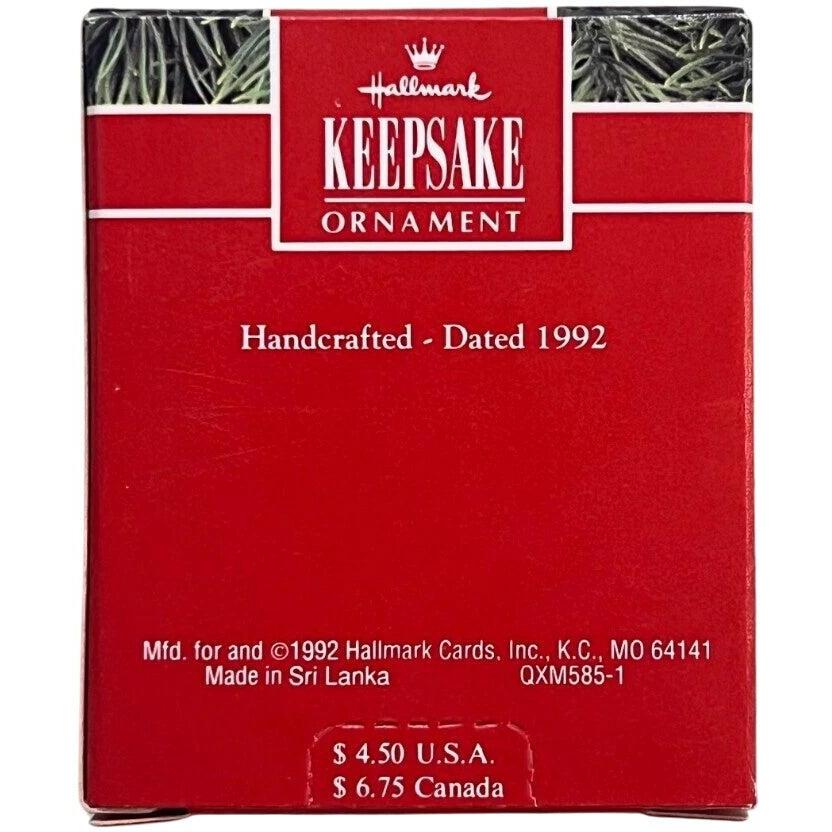 Hallmark
KEEPSAKE
ORNAMENT
Handcrafted - Dated 1992
Mfd. for and ©1992 Hallmark Cards, Inc., K.C., MO 64141
Made in Sri Lanka QXM585-1
$ 4.50 U.S.A.
$ 6.75 Canada